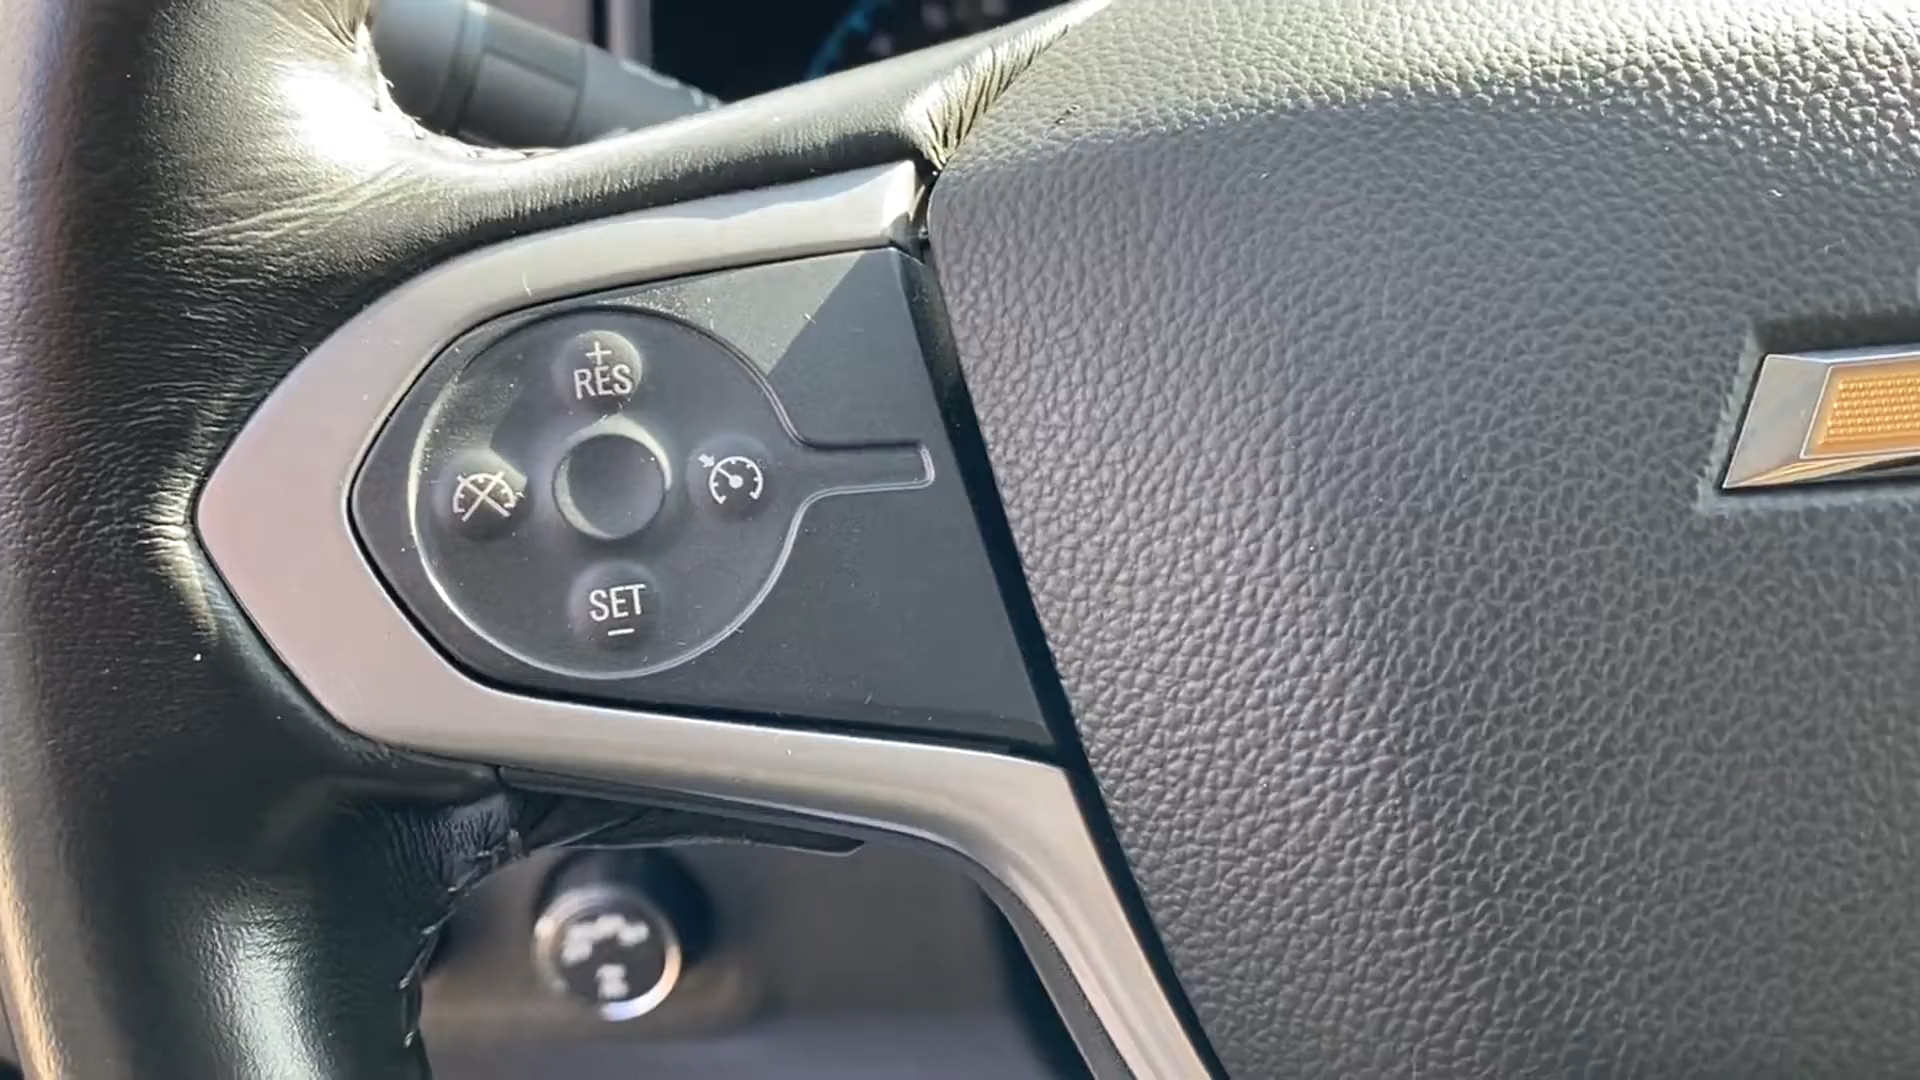 +
RES
SET
–